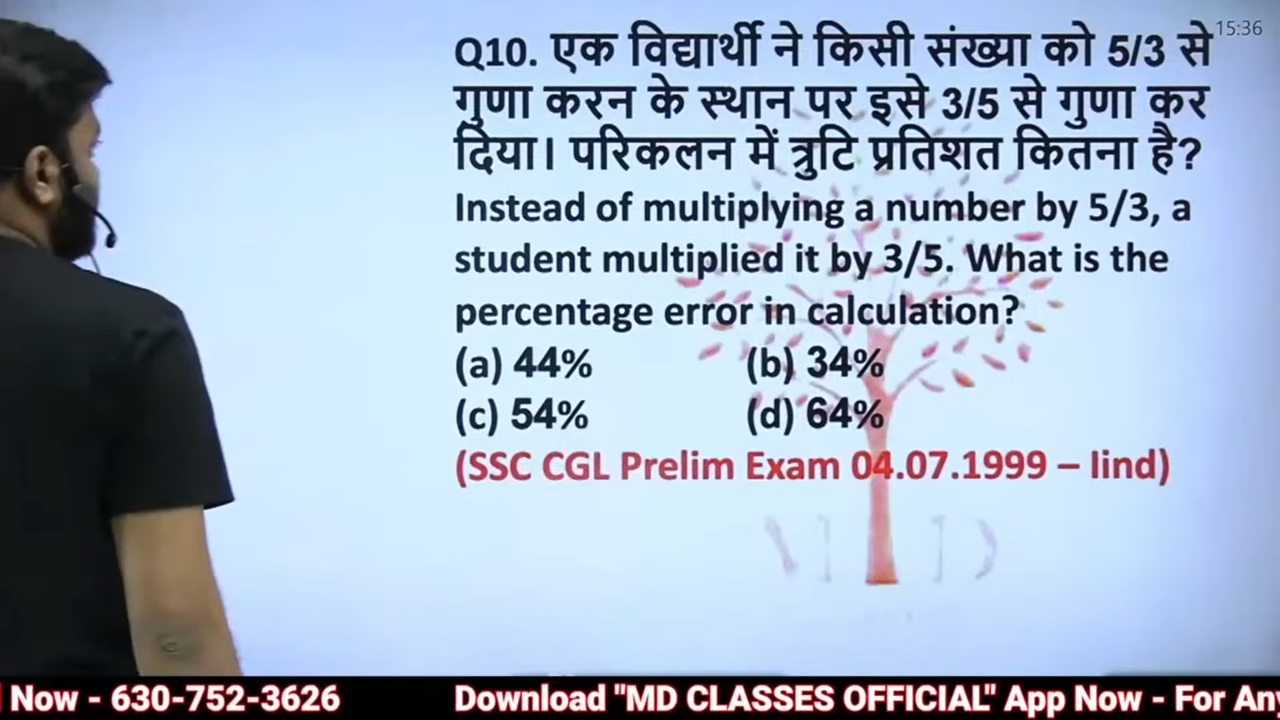 15:36
Q10. एक विद्यार्थी ने किसी संख्या को 5/3 से
गुणा करन के स्थान पर इसे 3/5 से गुणा कर
दिया। परिकलन में त्रुटि प्रतिशत कितना है?
Instead of multiplying a number by 5/3, a
student multiplied it by 3/5. What is the
percentage error in calculation?
(a) 44% (b) 34%
(c) 54% (d) 64%
(SSC CGL Prelim Exam 04.07.1999 – Iind)
Now - 630-752-3626 Download "MD CLASSES OFFICIAL" App Now - For Any